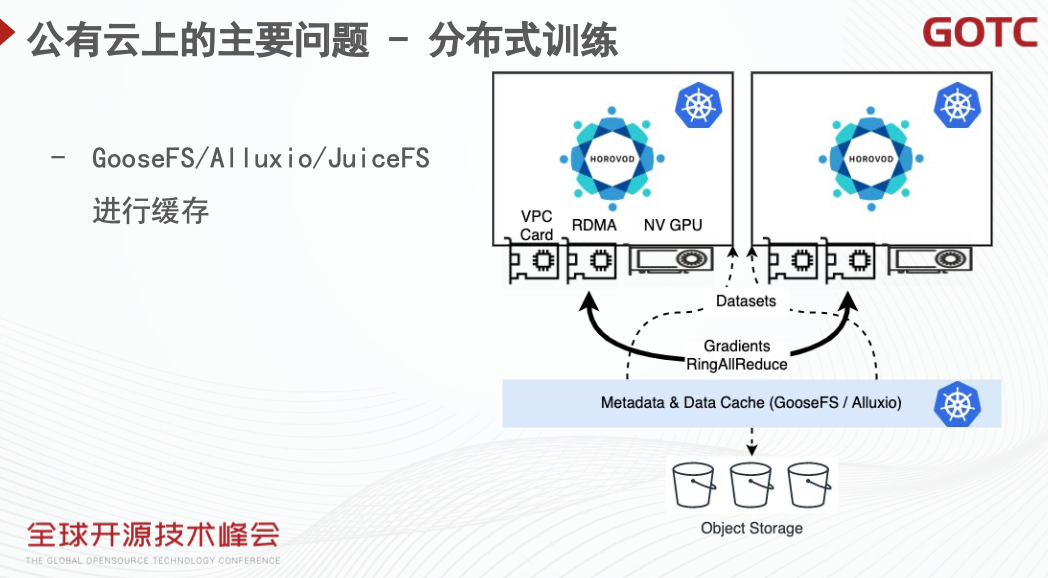 公有云上的主要问题 - 分布式训练
GOTC
- GooseFS/Alluxio/JuiceFS
进行缓存
HOROVOD
HOROVOD
VPC
Card
RDMA
NV GPU
Datasets
Gradients
RingAllReduce
Metadata & Data Cache (GooseFS / Alluxio)
Object Storage
全球开源技术峰会
THE GLOBAL OPENSOURCE TECHNOLOGY CONFERENCE